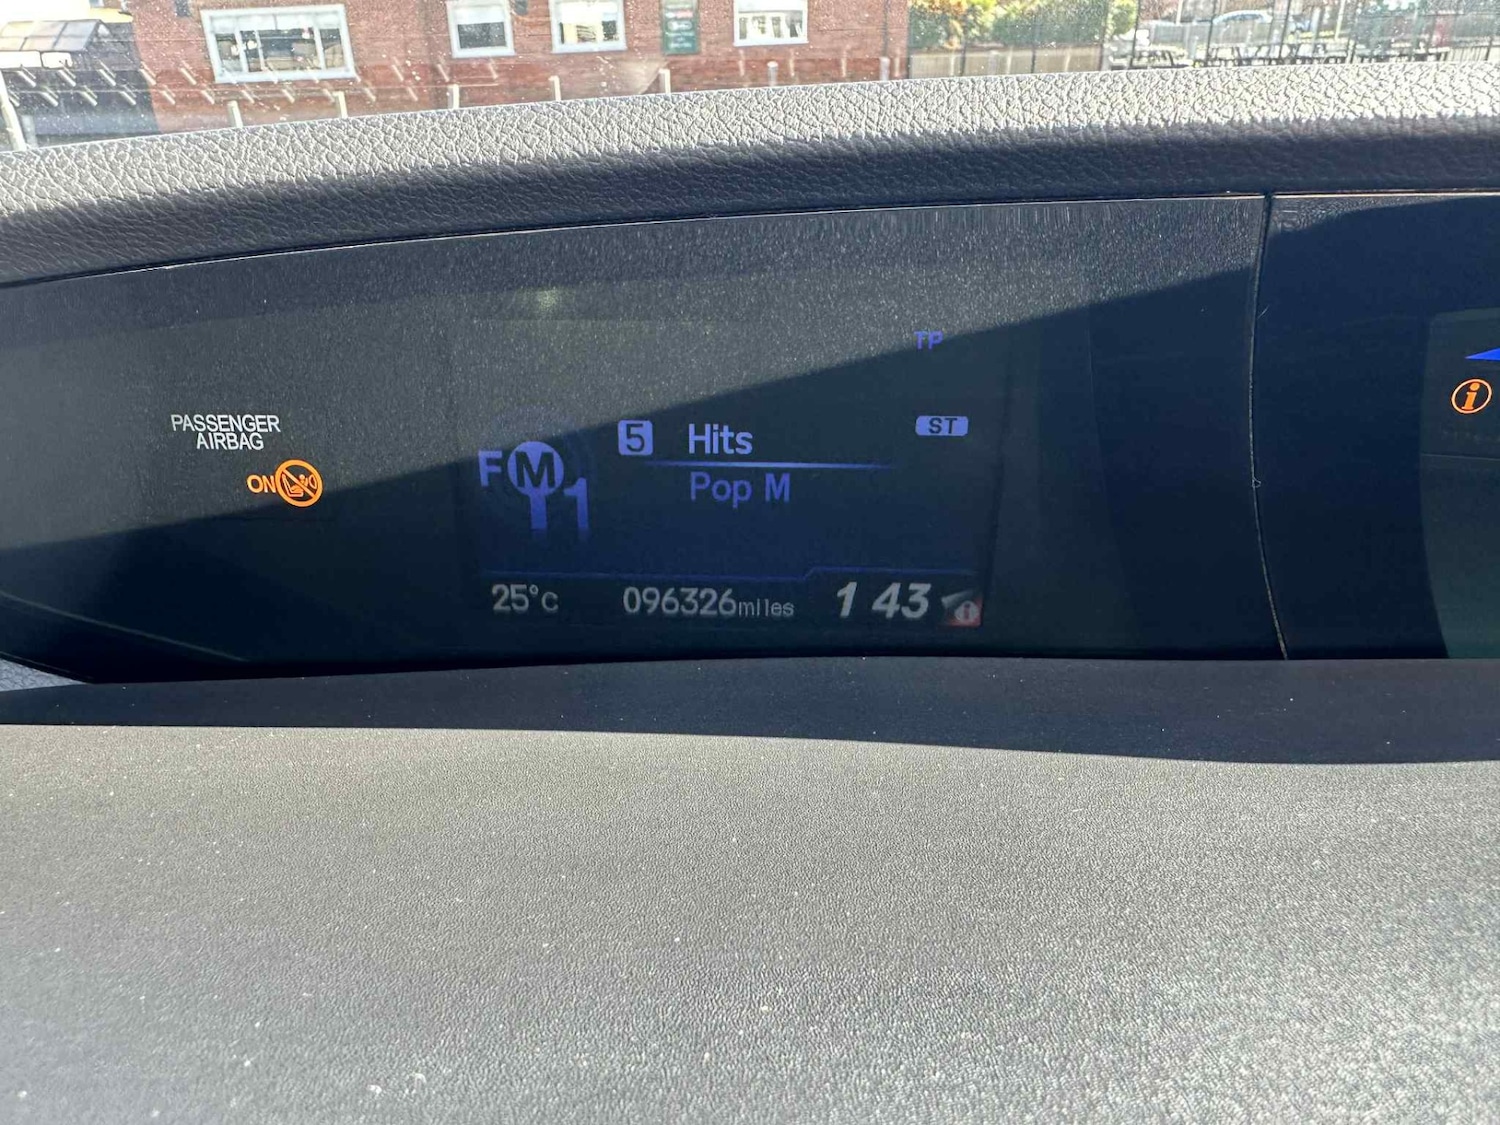 TP
PASSENGER
AIRBAG
ON
FM1
5 Hits
ST
Pop M
25°C 096326miles 1 43